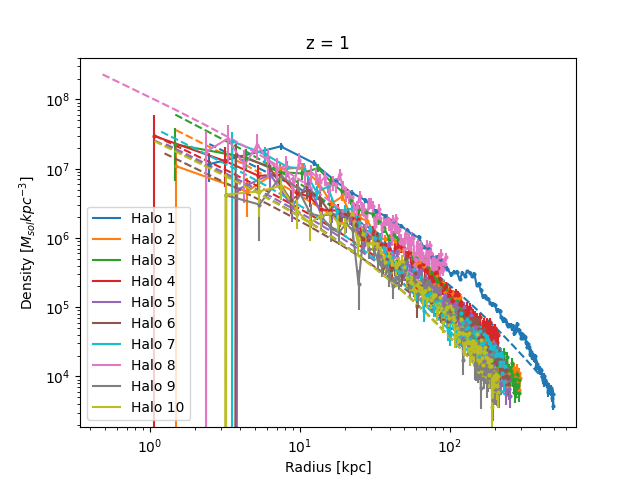 z = 1
Density [M_sol kpc^−3]
10^8
10^7
10^6
10^5
10^4
Halo 1
Halo 2
Halo 3
Halo 4
Halo 5
Halo 6
Halo 7
Halo 8
Halo 9
Halo 10
10^0 10^1 10^2
Radius [kpc]